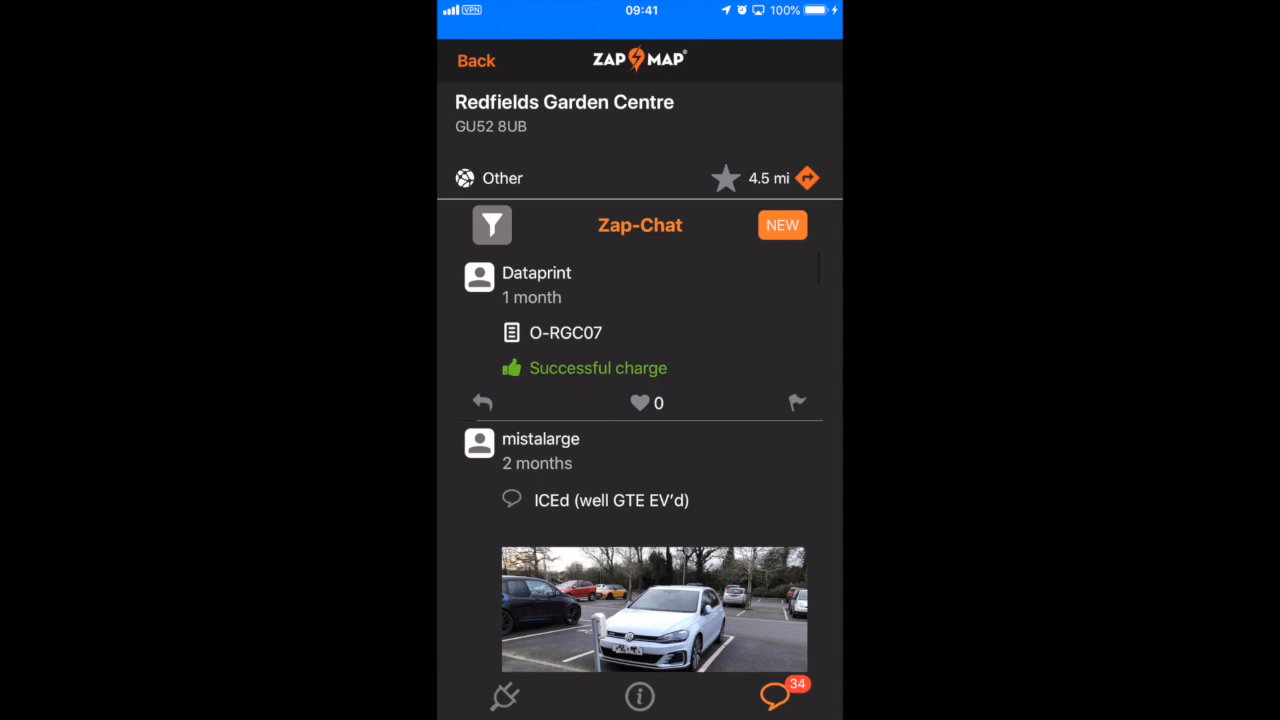 VPN 09:41 100%
Back ZAP MAP®
Redfields Garden Centre
GU52 8UB
Other 4.5 mi
Zap-Chat NEW
Dataprint
1 month
O-RGC07
Successful charge
0
mistalarge
2 months
ICEd (well GTE EV’d)
34